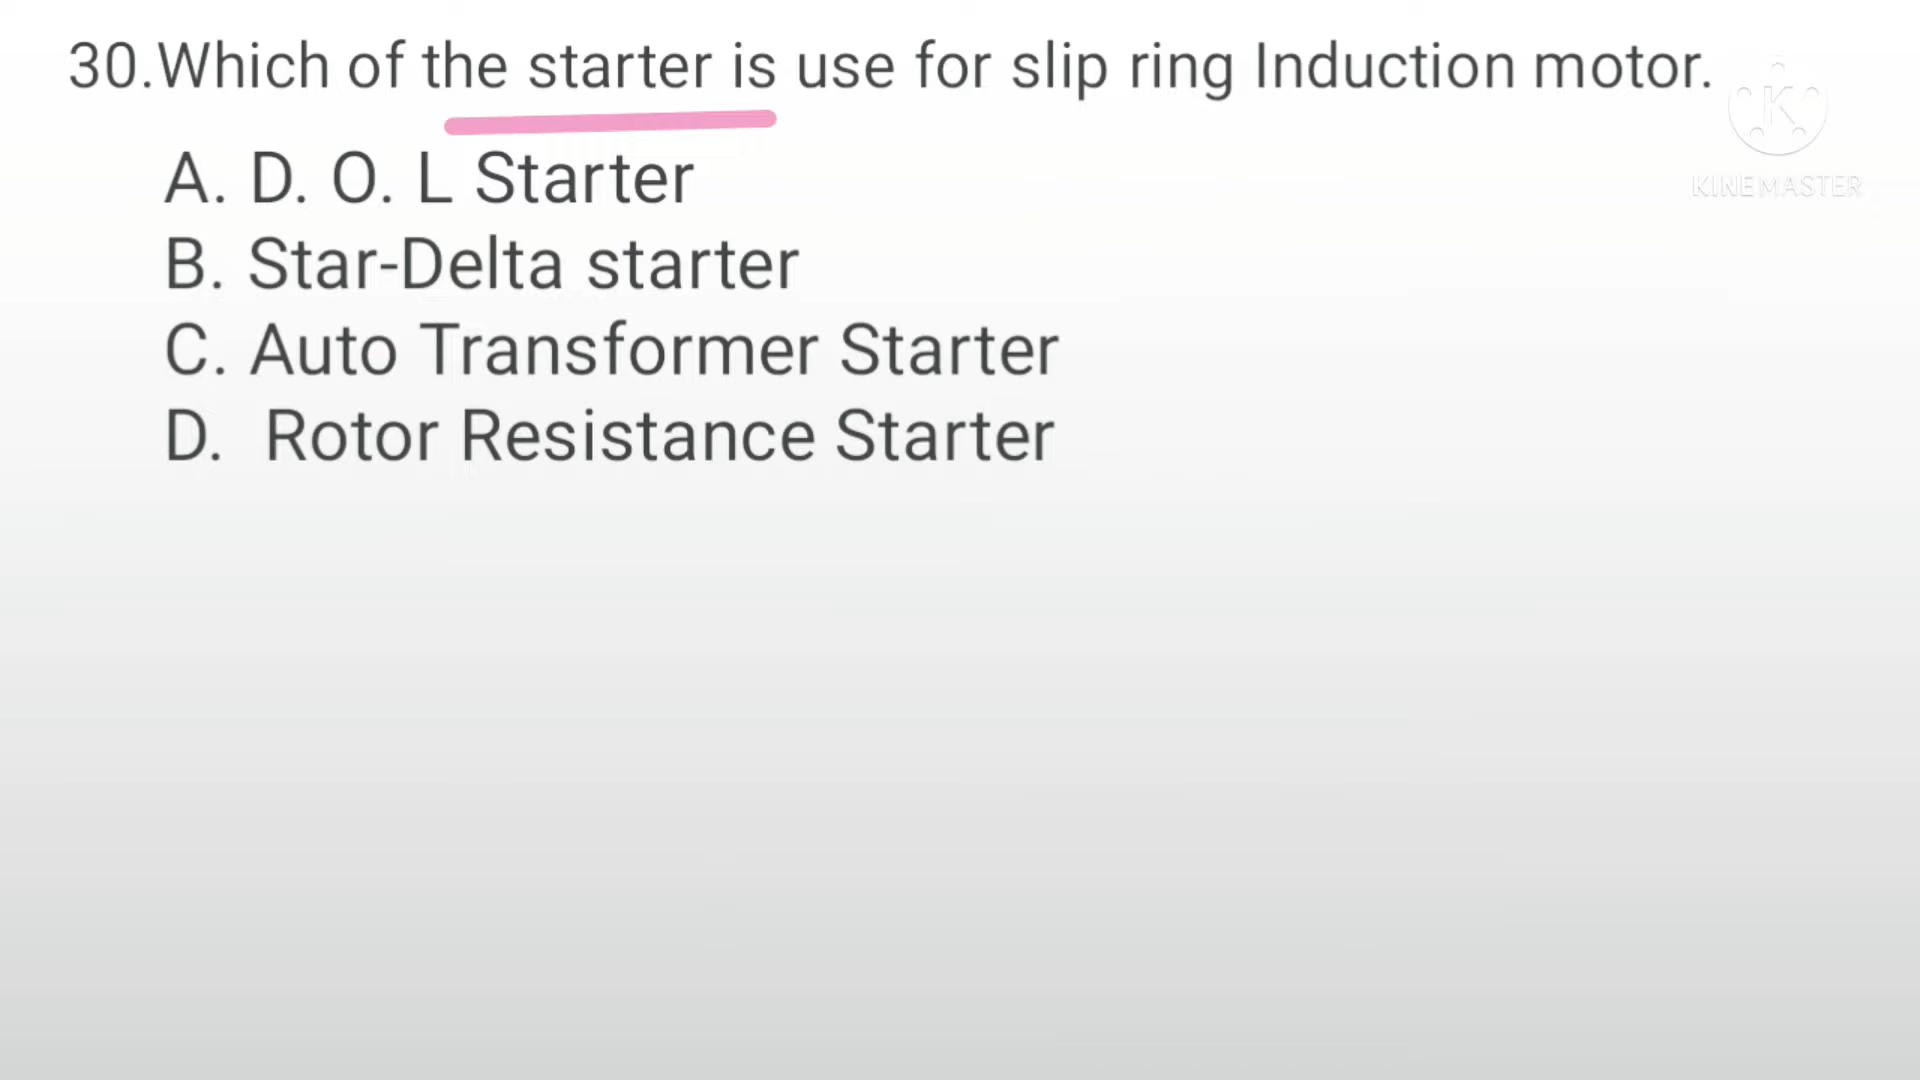 30.Which of the starter is use for slip ring Induction motor.
K
KINEMASTER
A. D. O. L Starter
B. Star-Delta starter
C. Auto Transformer Starter
D. Rotor Resistance Starter